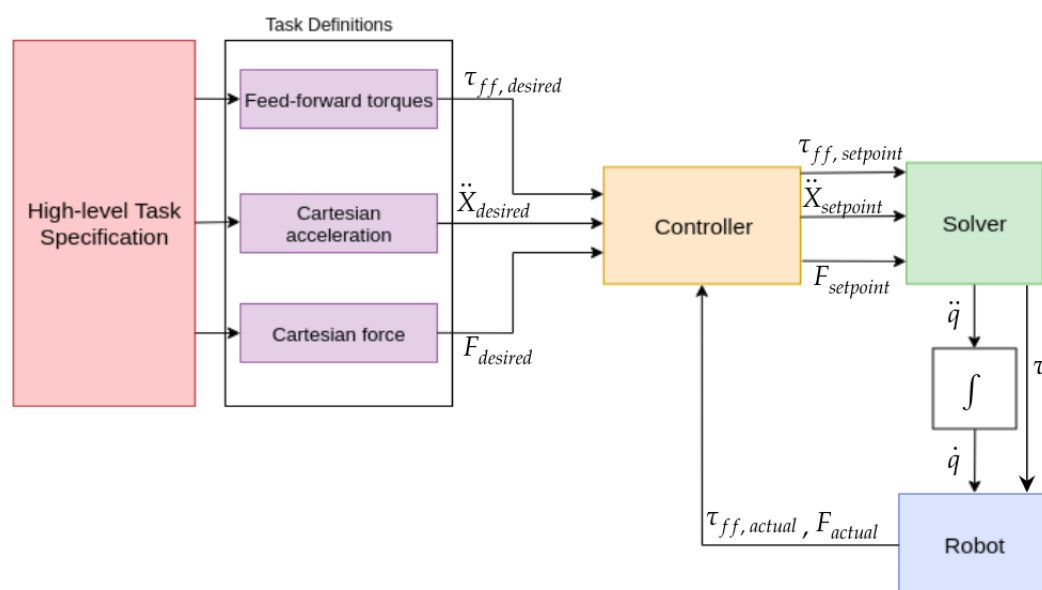 Task Definitions
High-level Task
Specification
Feed-forward torques
Cartesian
acceleration
Cartesian force
τ_{ff, desired}
Ẍ_{desired}
F_{desired}
Controller
τ_{ff, setpoint}
Ẍ_{setpoint}
F_{setpoint}
Solver
q̈
τ
∫
q̇
τ_{ff, actual} , F_{actual}
Robot